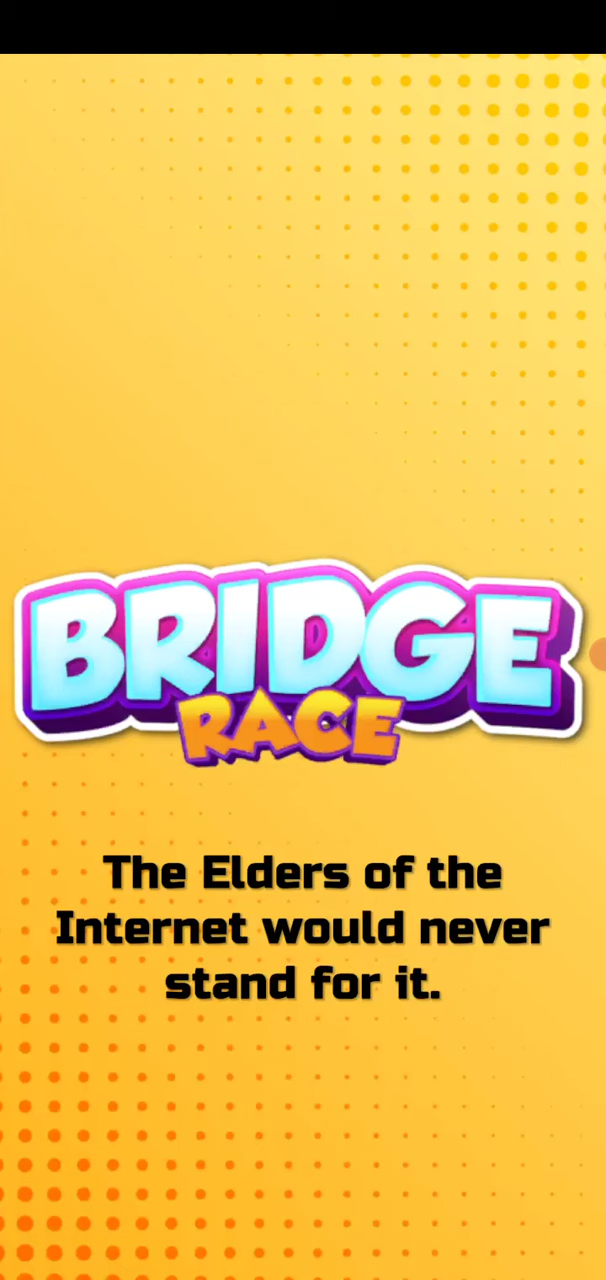 BRIDGE
RACE
The Elders of the
Internet would never
stand for it.